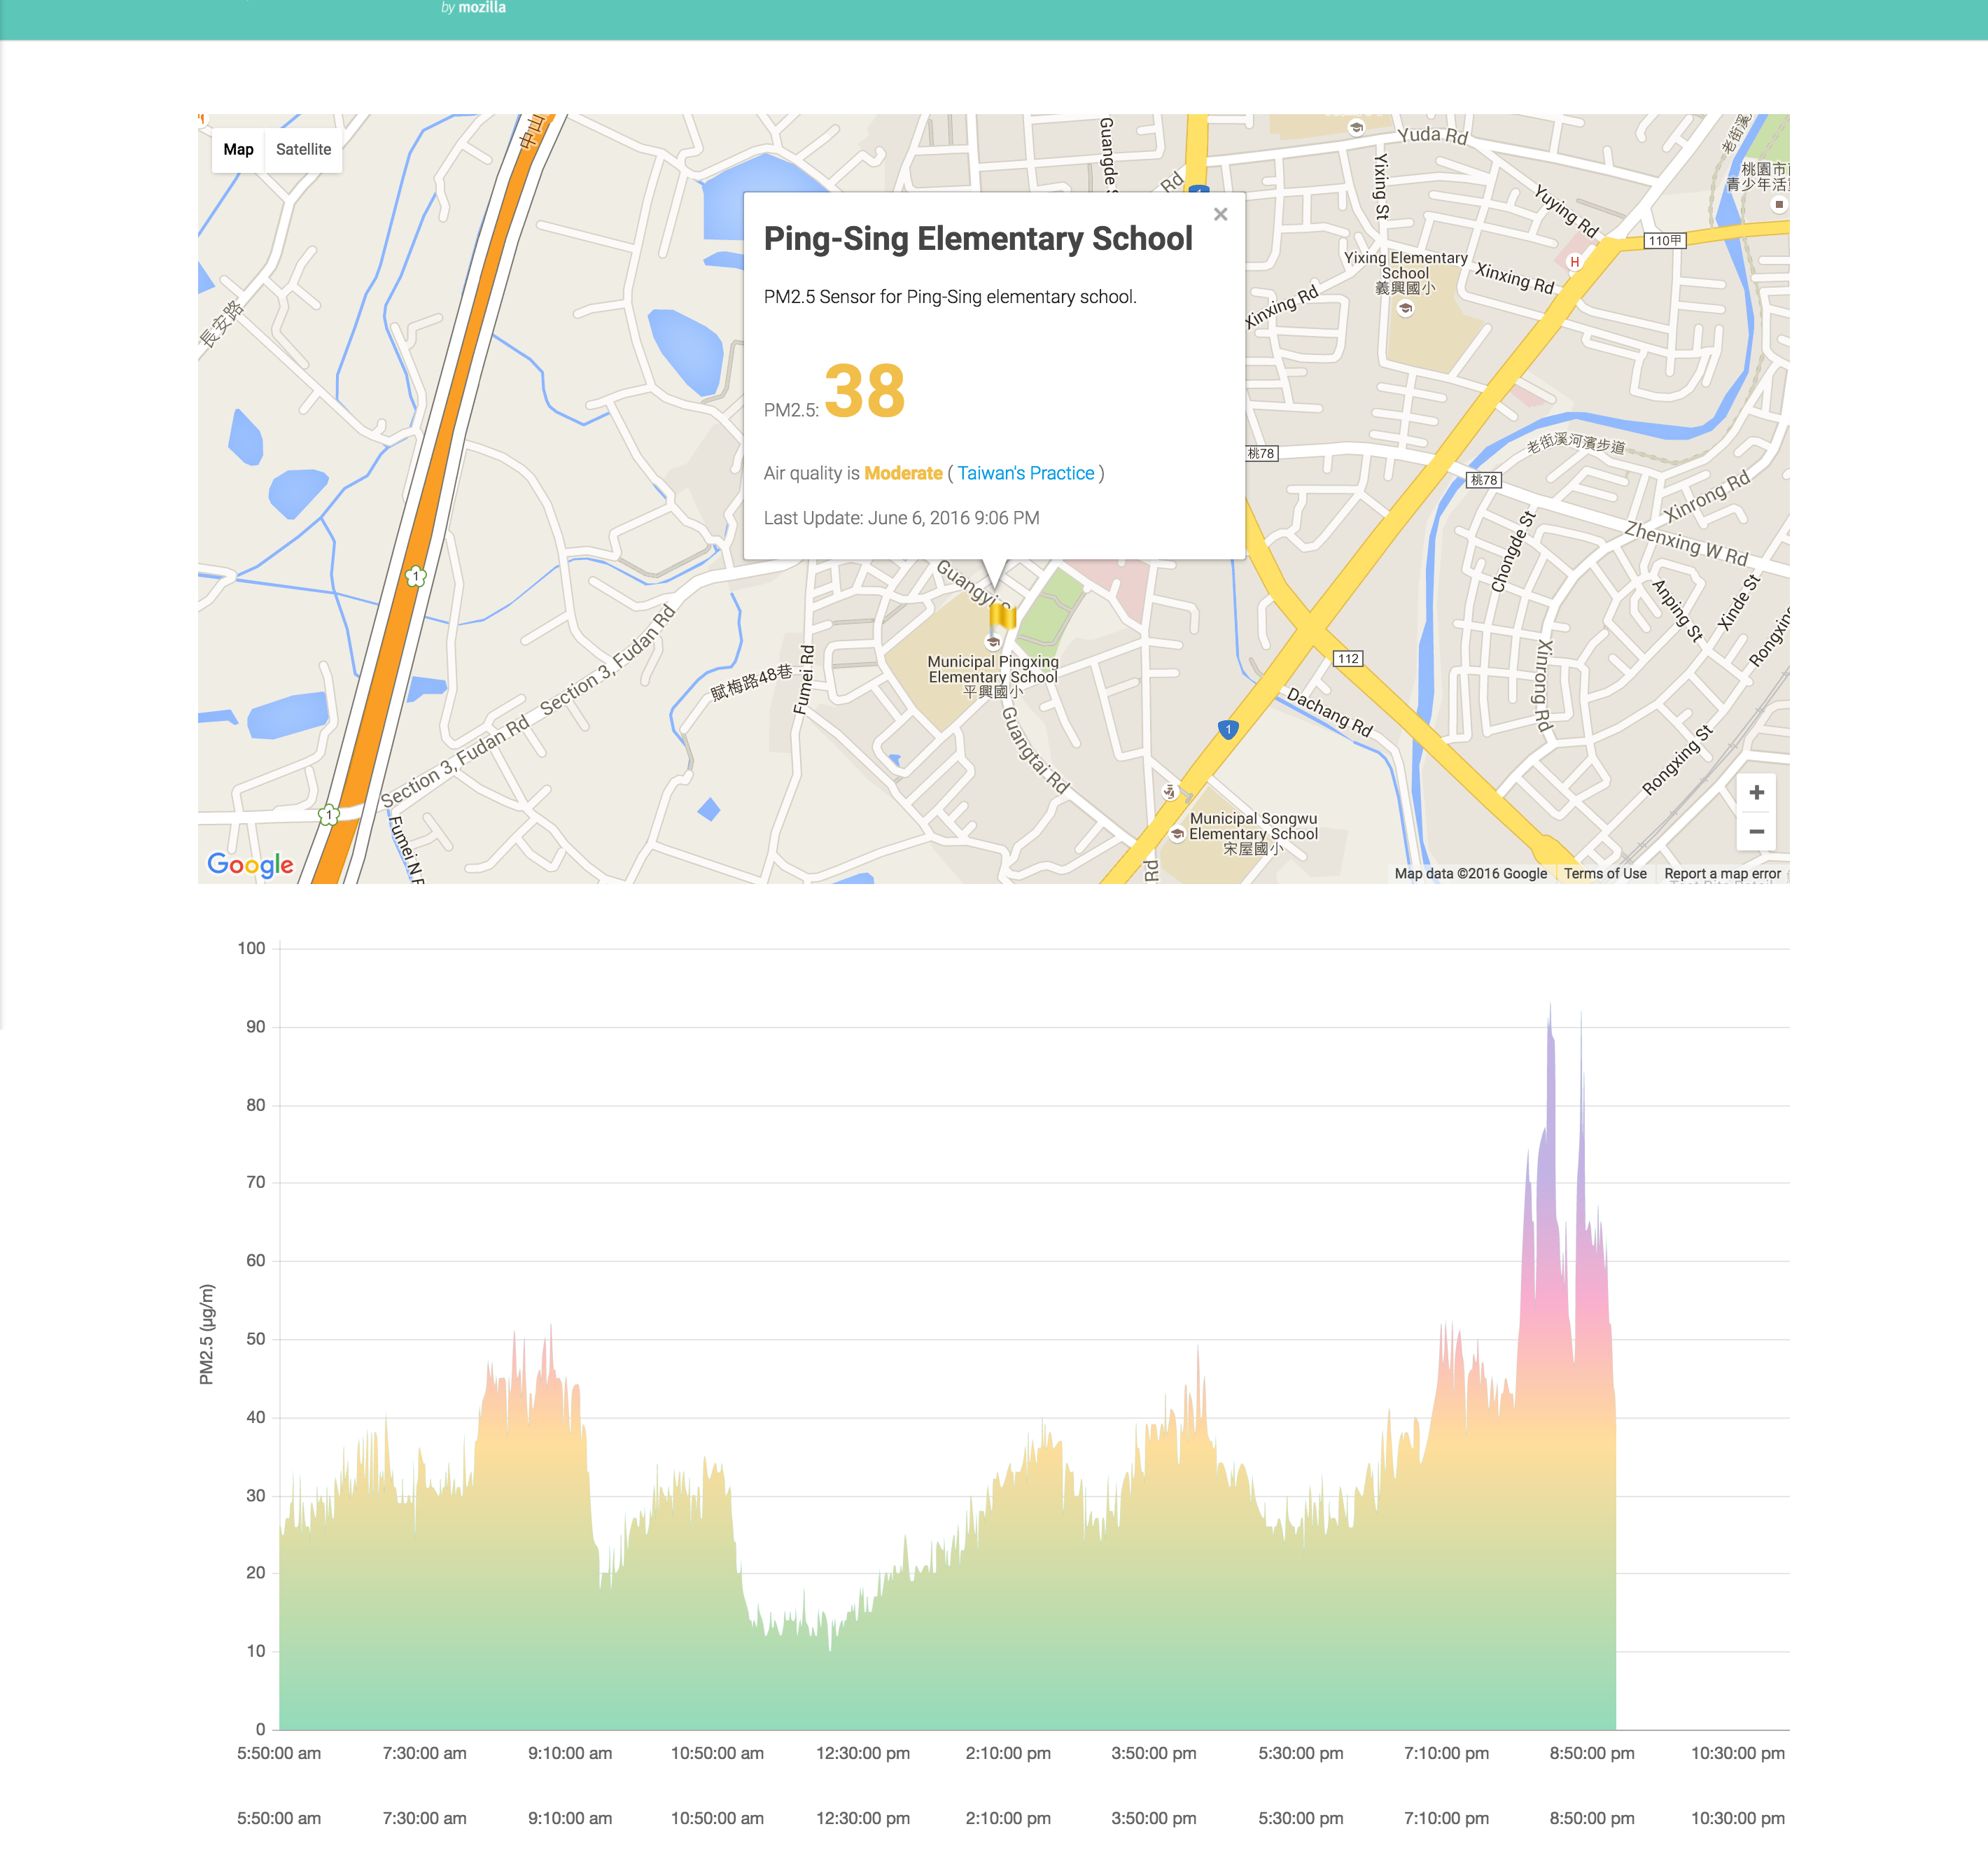 by mozilla
Map
Satellite
中山
Guangde S
Rd
Yuda Rd
Yixing St
Yuying Rd
老街溪
桃園市
青少年活
110甲
H
Yixing Elementary
School
義興國小
Xinxing Rd
Xinxing Rd
長安路
Ping-Sing Elementary School
PM2.5 Sensor for Ping-Sing elementary school.
PM2.5: 38
Air quality is Moderate ( Taiwan's Practice )
Last Update: June 6, 2016 9:06 PM
桃78
桃78
老街溪河濱步道
Xinrong Rd
Zhenxing W Rd
Chongde St
Anping St
Xinde St
Rongxin
Xinrong Rd
Rongxing St
1
Guangyi S
Section 3, Fudan Rd
Section 3, Fudan Rd
賦梅路48巷
Fumei Rd
Municipal Pingxing
Elementary School
平興國小
Guangtai Rd
112
Dachang Rd
1
1
Fumei N R
Municipal Songwu
Elementary School
宋屋國小
Rd
+
−
Google
Map data ©2016 Google
Terms of Use
Report a map error
100
90
80
70
60
50
40
30
20
10
0
PM2.5 (µg/m)
5:50:00 am 7:30:00 am 9:10:00 am 10:50:00 am 12:30:00 pm 2:10:00 pm 3:50:00 pm 5:30:00 pm 7:10:00 pm 8:50:00 pm 10:30:00 pm
5:50:00 am 7:30:00 am 9:10:00 am 10:50:00 am 12:30:00 pm 2:10:00 pm 3:50:00 pm 5:30:00 pm 7:10:00 pm 8:50:00 pm 10:30:00 pm